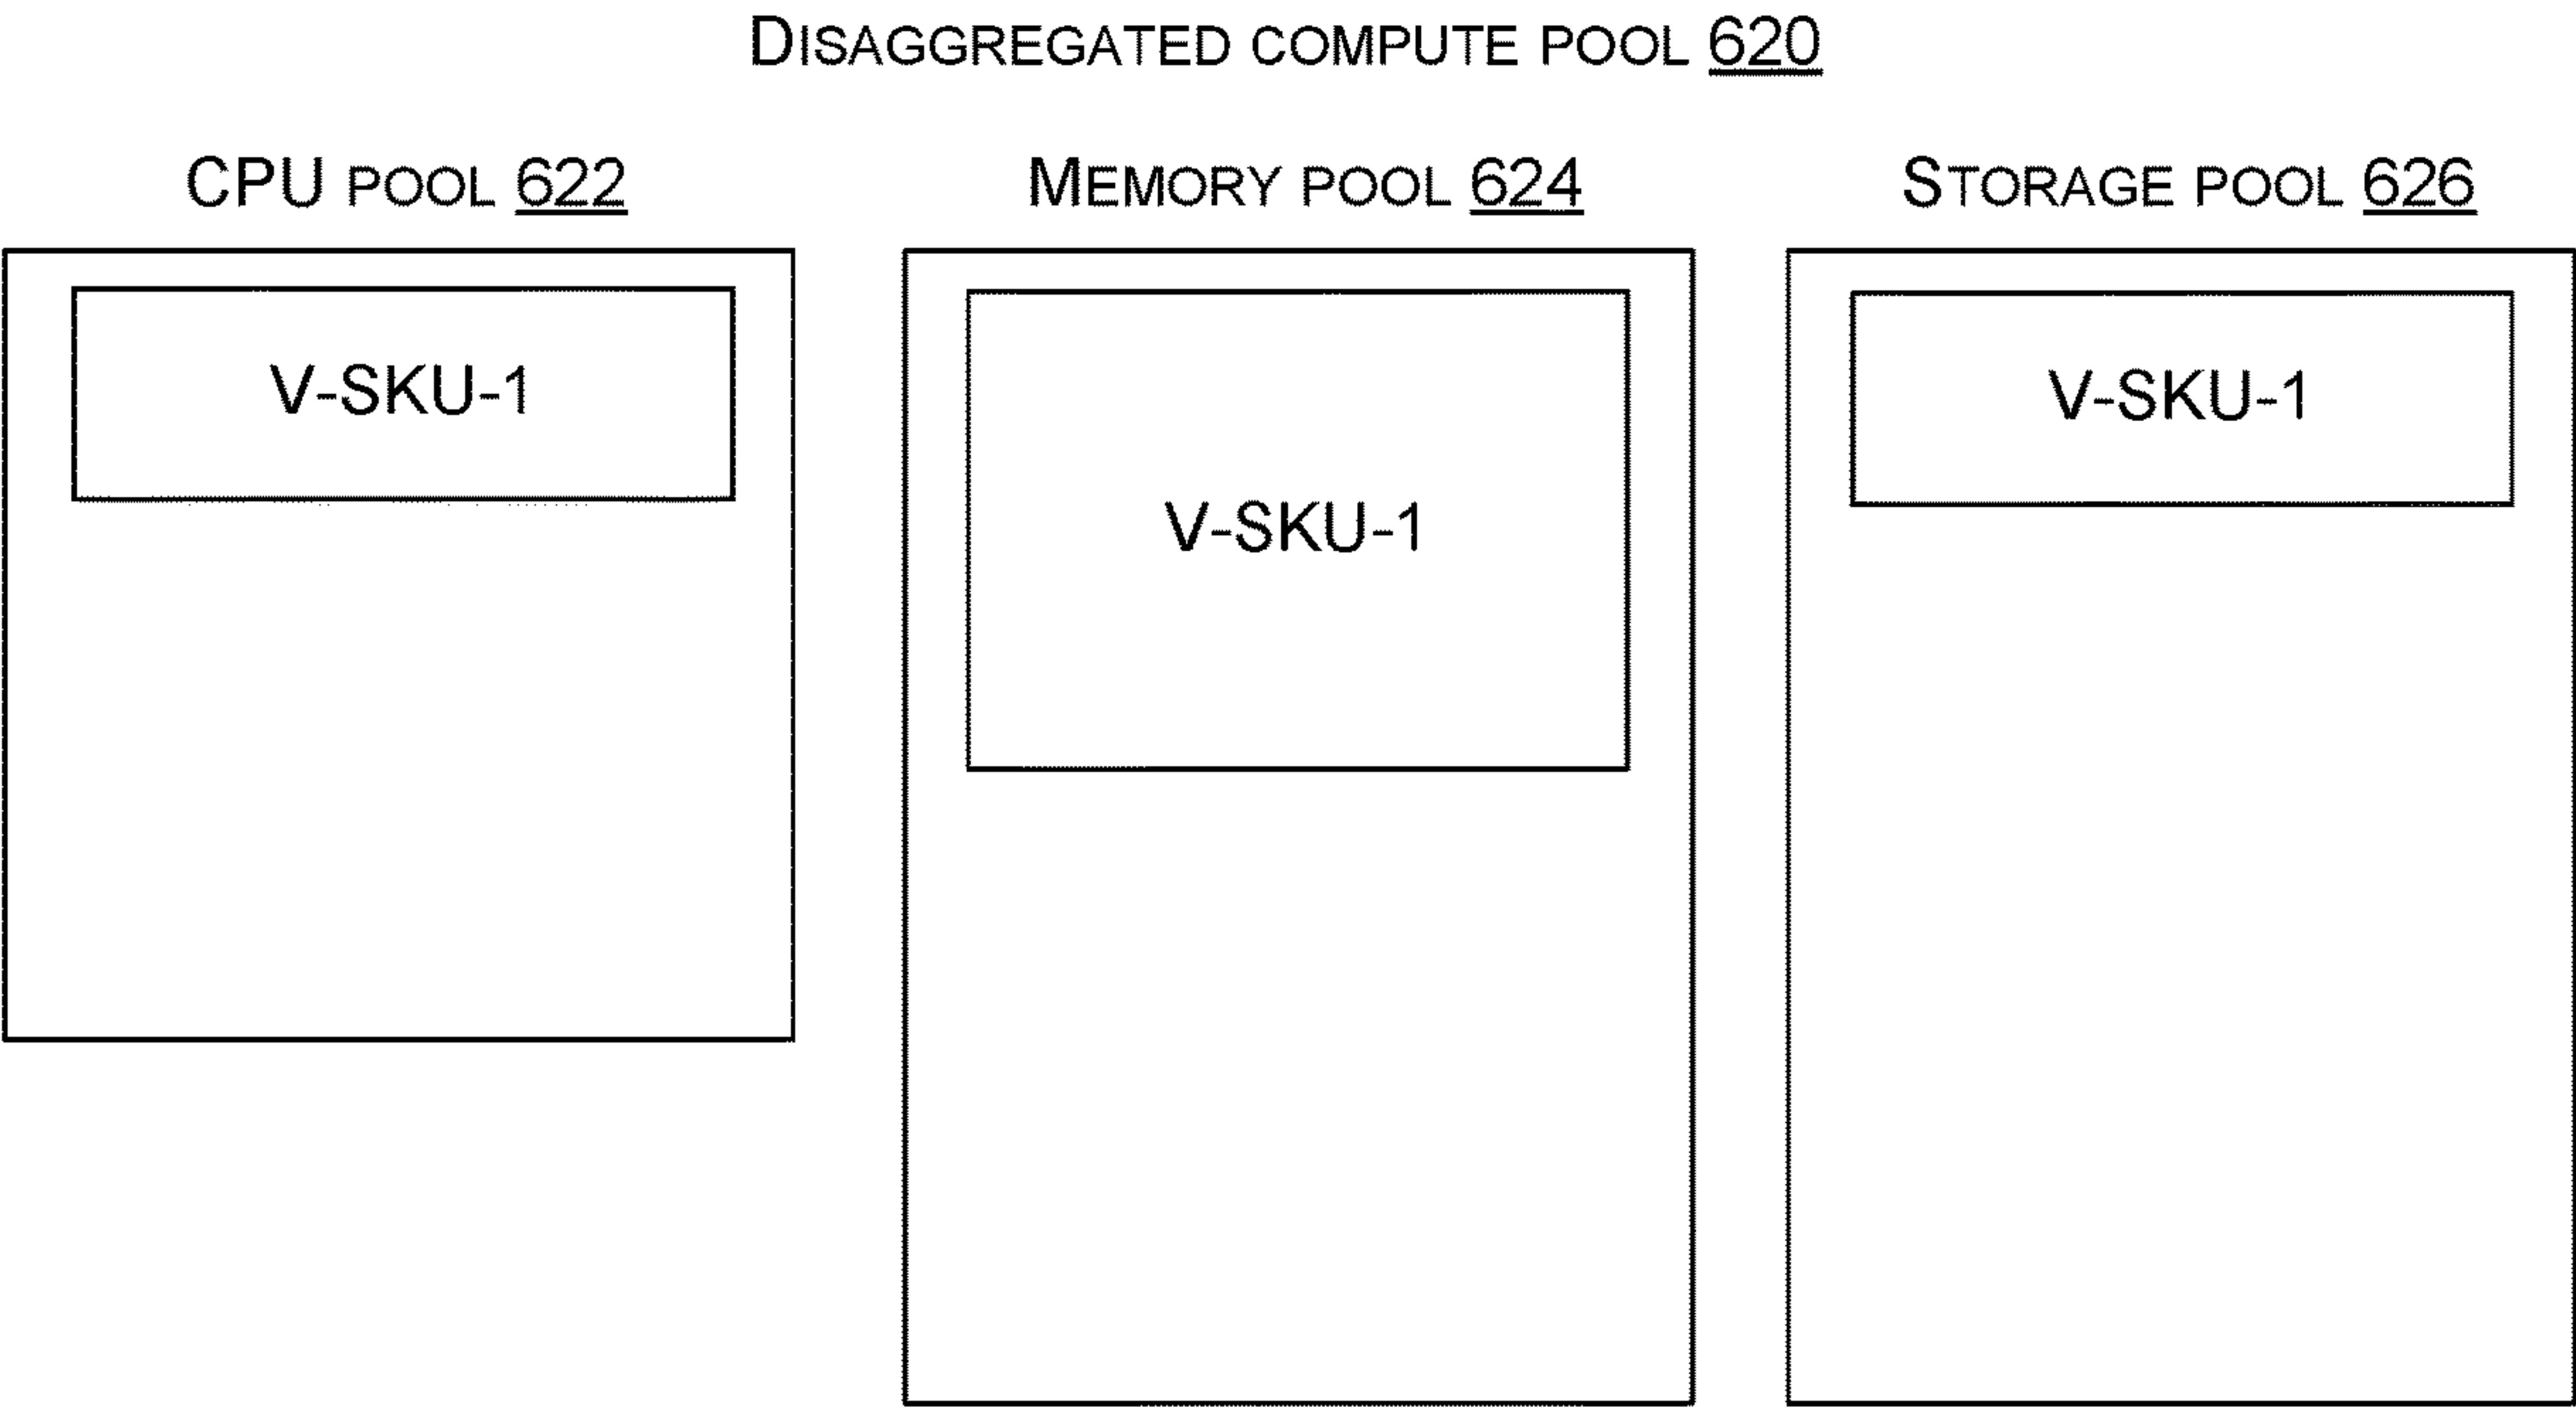 DISAGGREGATED COMPUTE POOL 620
CPU POOL 622
MEMORY POOL 624
STORAGE POOL 626
V-SKU-1
V-SKU-1
V-SKU-1